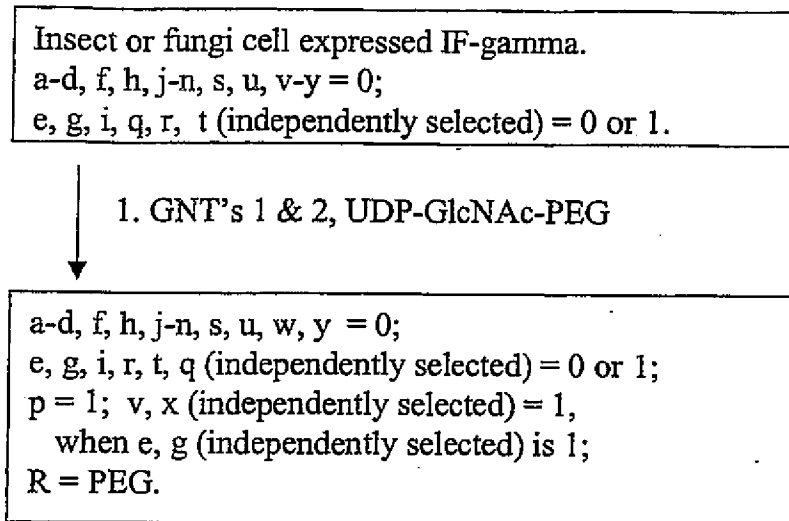 Insect or fungi cell expressed IF-gamma.
a-d, f, h, j-n, s, u, v-y = 0;
e, g, i, q, r, t (independently selected) = 0 or 1.
1. GNT's 1 & 2, UDP-GlcNAc-PEG
a-d, f, h, j-n, s, u, w, y = 0;
e, g, i, r, t, q (independently selected) = 0 or 1;
p = 1; v, x (independently selected) = 1,
when e, g (independently selected) is 1;
R = PEG.